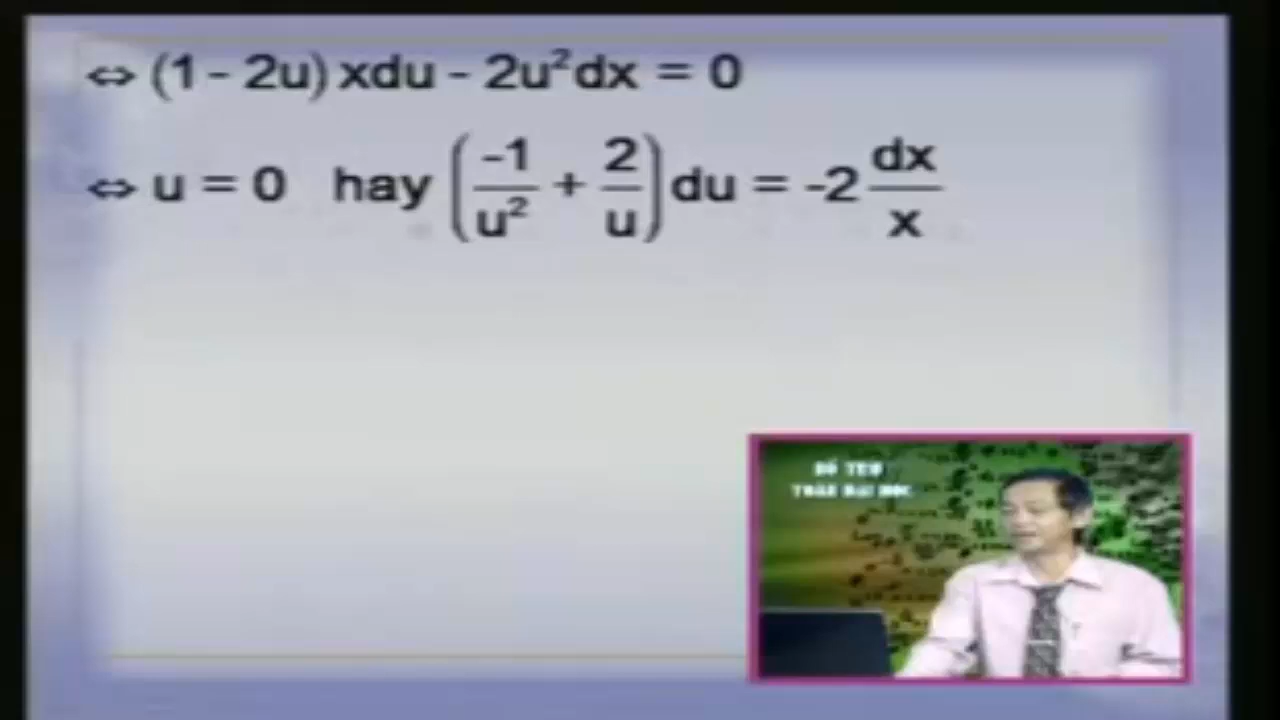 ⇔ (1 - 2u) xdu - 2u²dx = 0
⇔ u = 0 hay (-1/u² + 2/u) du = -2 dx/x